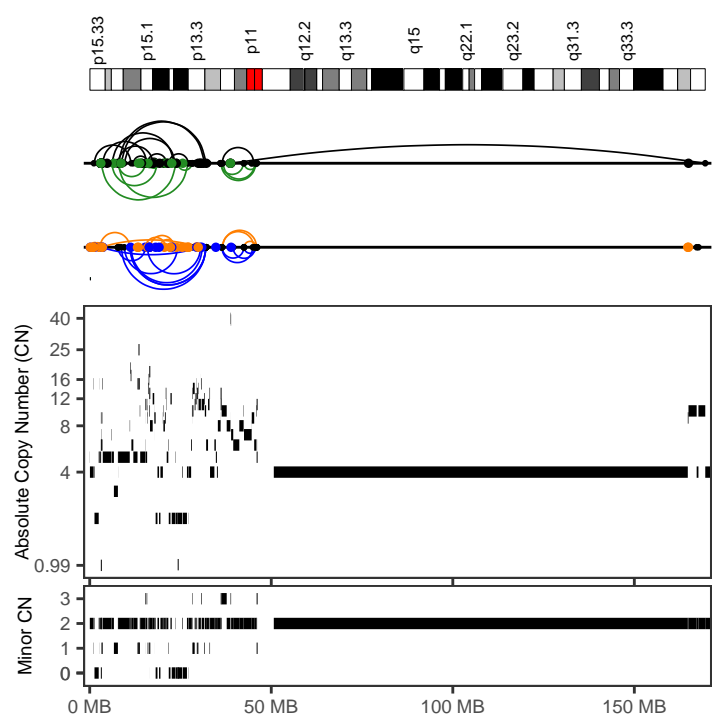 p15.33 p15.1 p13.3 p11 q12.2 q13.3 q15 q22.1 q23.2 q31.3 q33.3
Absolute Copy Number (CN)
40
25
16
12
8
4
0.99
Minor CN
3
2
1
0
0 MB 50 MB 100 MB 150 MB